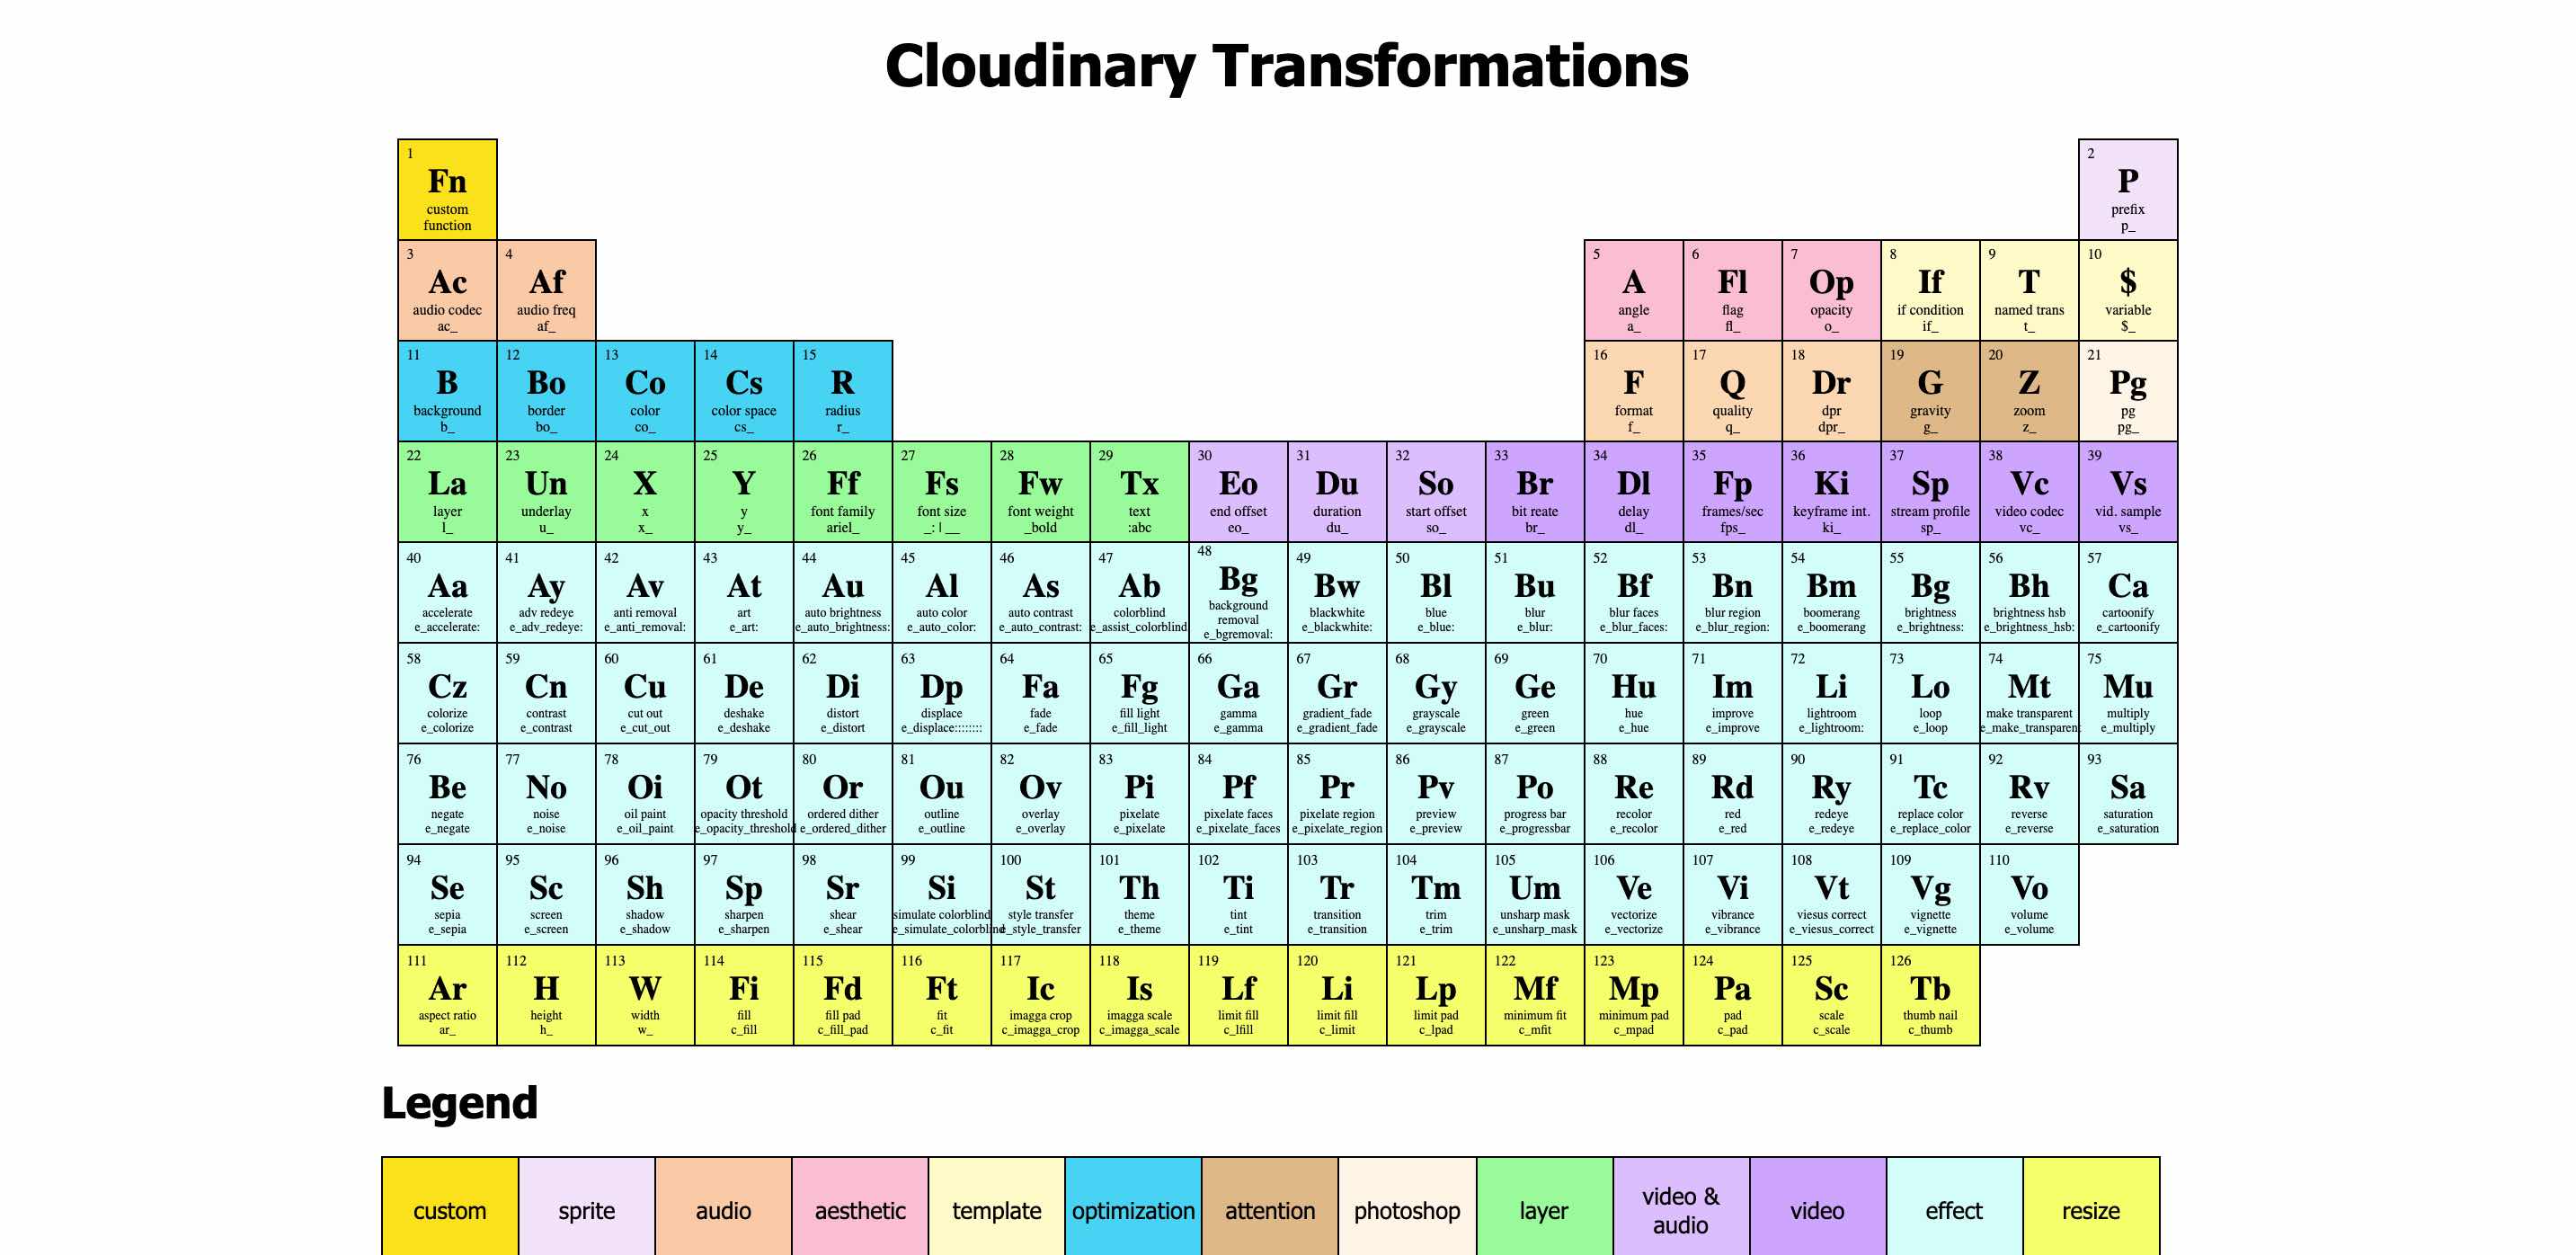 Cloudinary Transformations
1
Fn
custom
function
2
P
prefix
p_
3
Ac
audio codec
ac_
4
Af
audio freq
af_
5
A
angle
a_
6
Fl
flag
fl_
7
Op
opacity
o_
8
If
if condition
if_
9
T
named trans
t_
10
$
variable
$_
11
B
background
b_
12
Bo
border
bo_
13
Co
color
co_
14
Cs
color space
cs_
15
R
radius
r_
16
F
format
f_
17
Q
quality
q_
18
Dr
dpr
dpr_
19
G
gravity
g_
20
Z
zoom
z_
21
Pg
pg
pg_
22
La
layer
l_
23
Un
underlay
u_
24
X
x
x_
25
Y
y
y_
26
Ff
font family
ariel_
27
Fs
font size
_: | __
28
Fw
font weight
_bold
29
Tx
text
:abc
30
Eo
end offset
eo_
31
Du
duration
du_
32
So
start offset
so_
33
Br
bit reate
br_
34
Dl
delay
dl_
35
Fp
frames/sec
fps_
36
Ki
keyframe int.
ki_
37
Sp
stream profile
sp_
38
Vc
video codec
vc_
39
Vs
vid. sample
vs_
40
Aa
accelerate
e_accelerate:
41
Ay
adv redeye
e_adv_redeye:
42
Av
anti removal
e_anti_removal:
43
At
art
e_art:
44
Au
auto brightness
e_auto_brightness:
45
Al
auto color
e_auto_color:
46
As
auto contrast
e_auto_contrast:
47
Ab
colorblind
e_assist_colorblind
48
Bg
background
removal
e_bgremoval:
49
Bw
blackwhite
e_blackwhite:
50
Bl
blue
e_blue:
51
Bu
blur
e_blur:
52
Bf
blur faces
e_blur_faces:
53
Bn
blur region
e_blur_region:
54
Bm
boomerang
e_boomerang
55
Bg
brightness
e_brightness:
56
Bh
brightness hsb
e_brightness_hsb:
57
Ca
cartoonify
e_cartoonify
58
Cz
colorize
e_colorize
59
Cn
contrast
e_contrast
60
Cu
cut out
e_cut_out
61
De
deshake
e_deshake
62
Di
distort
e_distort
63
Dp
displace
e_displace::::::::
64
Fa
fade
e_fade
65
Fg
fill light
e_fill_light
66
Ga
gamma
e_gamma
67
Gr
gradient_fade
e_gradient_fade
68
Gy
grayscale
e_grayscale
69
Ge
green
e_green
70
Hu
hue
e_hue
71
Im
improve
e_improve
72
Li
lightroom
e_lightroom:
73
Lo
loop
e_loop
74
Mt
make transparent
e_make_transparent
75
Mu
multiply
e_multiply
76
Be
negate
e_negate
77
No
noise
e_noise
78
Oi
oil paint
e_oil_paint
79
Ot
opacity threshold
e_opacity_threshold
80
Or
ordered dither
e_ordered_dither
81
Ou
outline
e_outline
82
Ov
overlay
e_overlay
83
Pi
pixelate
e_pixelate
84
Pf
pixelate faces
e_pixelate_faces
85
Pr
pixelate region
e_pixelate_region
86
Pv
preview
e_preview
87
Po
progress bar
e_progressbar
88
Re
recolor
e_recolor
89
Rd
red
e_red
90
Ry
redeye
e_redeye
91
Tc
replace color
e_replace_color
92
Rv
reverse
e_reverse
93
Sa
saturation
e_saturation
94
Se
sepia
e_sepia
95
Sc
screen
e_screen
96
Sh
shadow
e_shadow
97
Sp
sharpen
e_sharpen
98
Sr
shear
e_shear
99
Si
simulate colorblind
e_simulate_colorblind
100
St
style transfer
e_style_transfer
101
Th
theme
e_theme
102
Ti
tint
e_tint
103
Tr
transition
e_transition
104
Tm
trim
e_trim
105
Um
unsharp mask
e_unsharp_mask
106
Ve
vectorize
e_vectorize
107
Vi
vibrance
e_vibrance
108
Vt
viesus correct
e_viesus_correct
109
Vg
vignette
e_vignette
110
Vo
volume
e_volume
111
Ar
aspect ratio
ar_
112
H
height
h_
113
W
width
w_
114
Fi
fill
c_fill
115
Fd
fill pad
c_fill_pad
116
Ft
fit
c_fit
117
Ic
imagga crop
c_imagga_crop
118
Is
imagga scale
c_imagga_scale
119
Lf
limit fill
c_lfill
120
Li
limit fill
c_limit
121
Lp
limit pad
c_lpad
122
Mf
minimum fit
c_mfit
123
Mp
minimum pad
c_mpad
124
Pa
pad
c_pad
125
Sc
scale
c_scale
126
Tb
thumb nail
c_thumb
Legend
custom
sprite
audio
aesthetic
template
optimization
attention
photoshop
layer
video &
audio
video
effect
resize